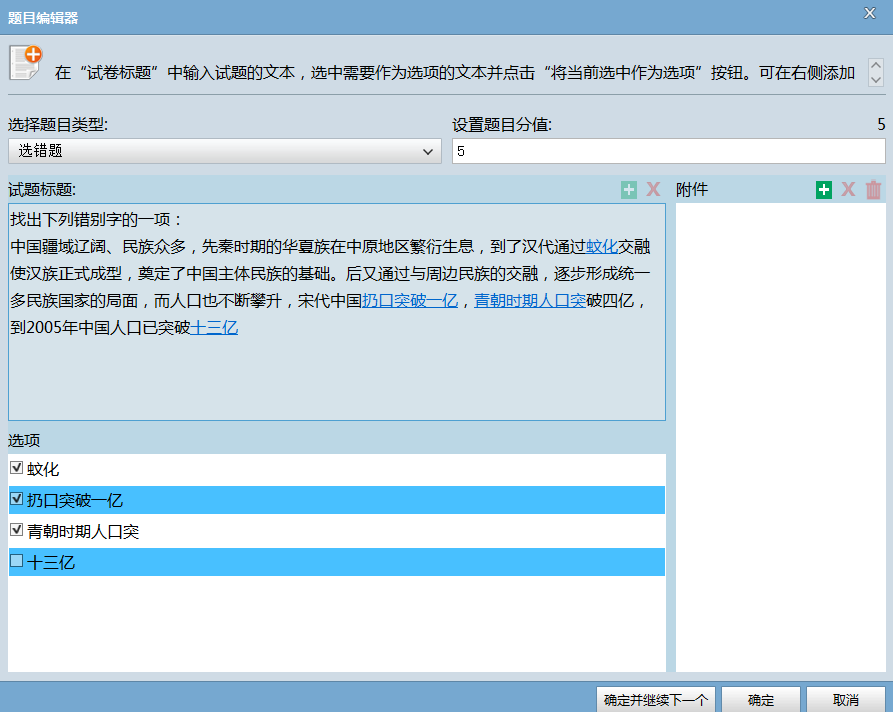 题目编辑器
在“试卷标题”中输入试题的文本，选中需要作为选项的文本并点击“将当前选中作为选项”按钮。可在右侧添加
选择题目类型:
设置题目分值:
5
选错题
5
试题标题:
附件
找出下列错别字的一项：
中国疆域辽阔、民族众多，先秦时期的华夏族在中原地区繁衍生息，到了汉代通过蚊化交融
使汉族正式成型，奠定了中国主体民族的基础。后又通过与周边民族的交融，逐步形成统一
多民族国家的局面，而人口也不断攀升，宋代中国扔口突破一亿，青朝时期人口突破四亿，
到2005年中国人口已突破十三亿
选项
蚊化
扔口突破一亿
青朝时期人口突
十三亿
确定并继续下一个
确定
取消